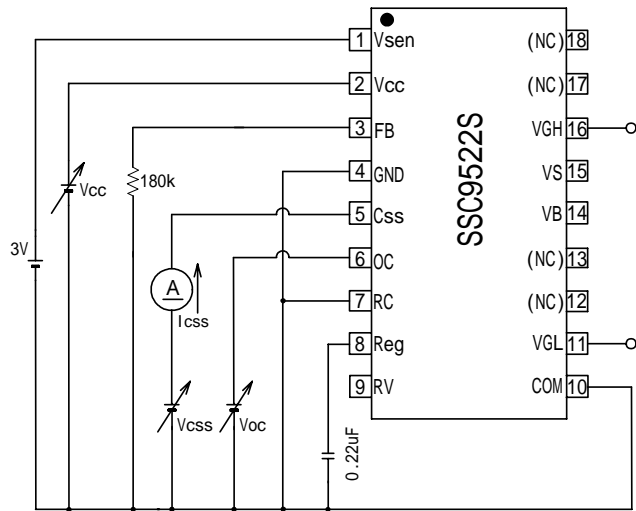 1 Vsen
2 Vcc
3 FB
4 GND
5 Css
6 OC
7 RC
8 Reg
9 RV
SSC9522S
(NC) 18
(NC) 17
VGH 16
VS 15
VB 14
(NC) 13
(NC) 12
VGL 11
COM 10
3V
Vcc
180k
A
Icss
Vcss
Voc
0.22uF